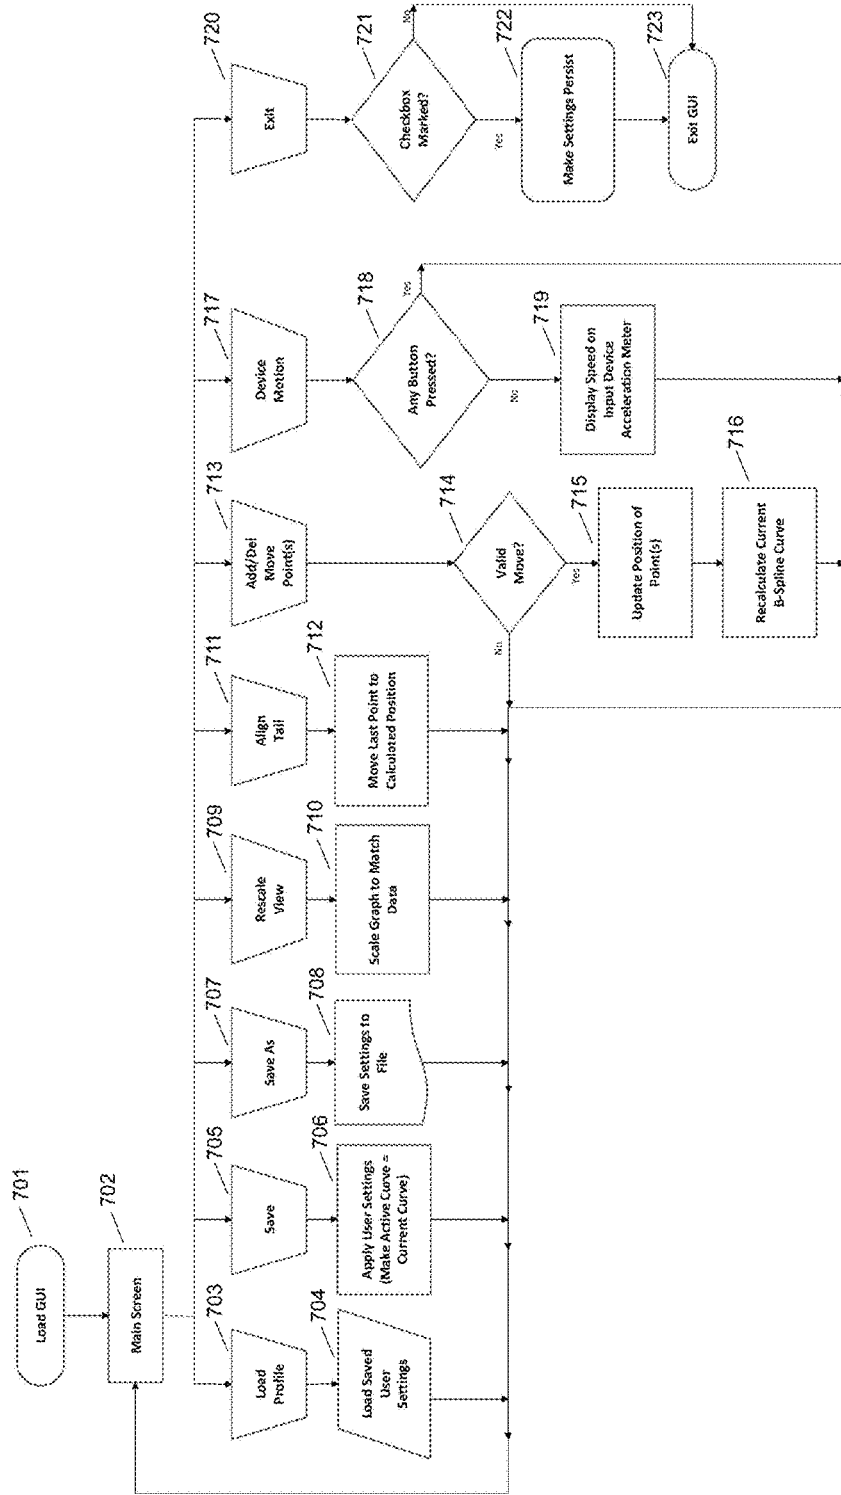 701
Load GUI
702
Main Screen
703
Load
Profile
704
Load Saved
User
Settings
705
Save
706
Apply User Settings
(Make Active Curve =
Current Curve)
707
Save As
708
Save Settings to
File
709
Rescale
View
710
Scale Graph to Match
Data
711
Align
Tail
712
Move Last Point to
Calculated Position
713
Add/Del
Move
Point(s)
714
Valid
Move?
No
Yes
715
Update Position of
Point(s)
716
Recalculate Current
B-Spline Curve
717
Device
Motion
718
Any Button
Pressed?
Yes
No
719
Display Speed on
Input Device
Acceleration Meter
720
Exit
721
Checkbox
Marked?
No
Yes
722
Make Settings Persist
723
Exit GUI